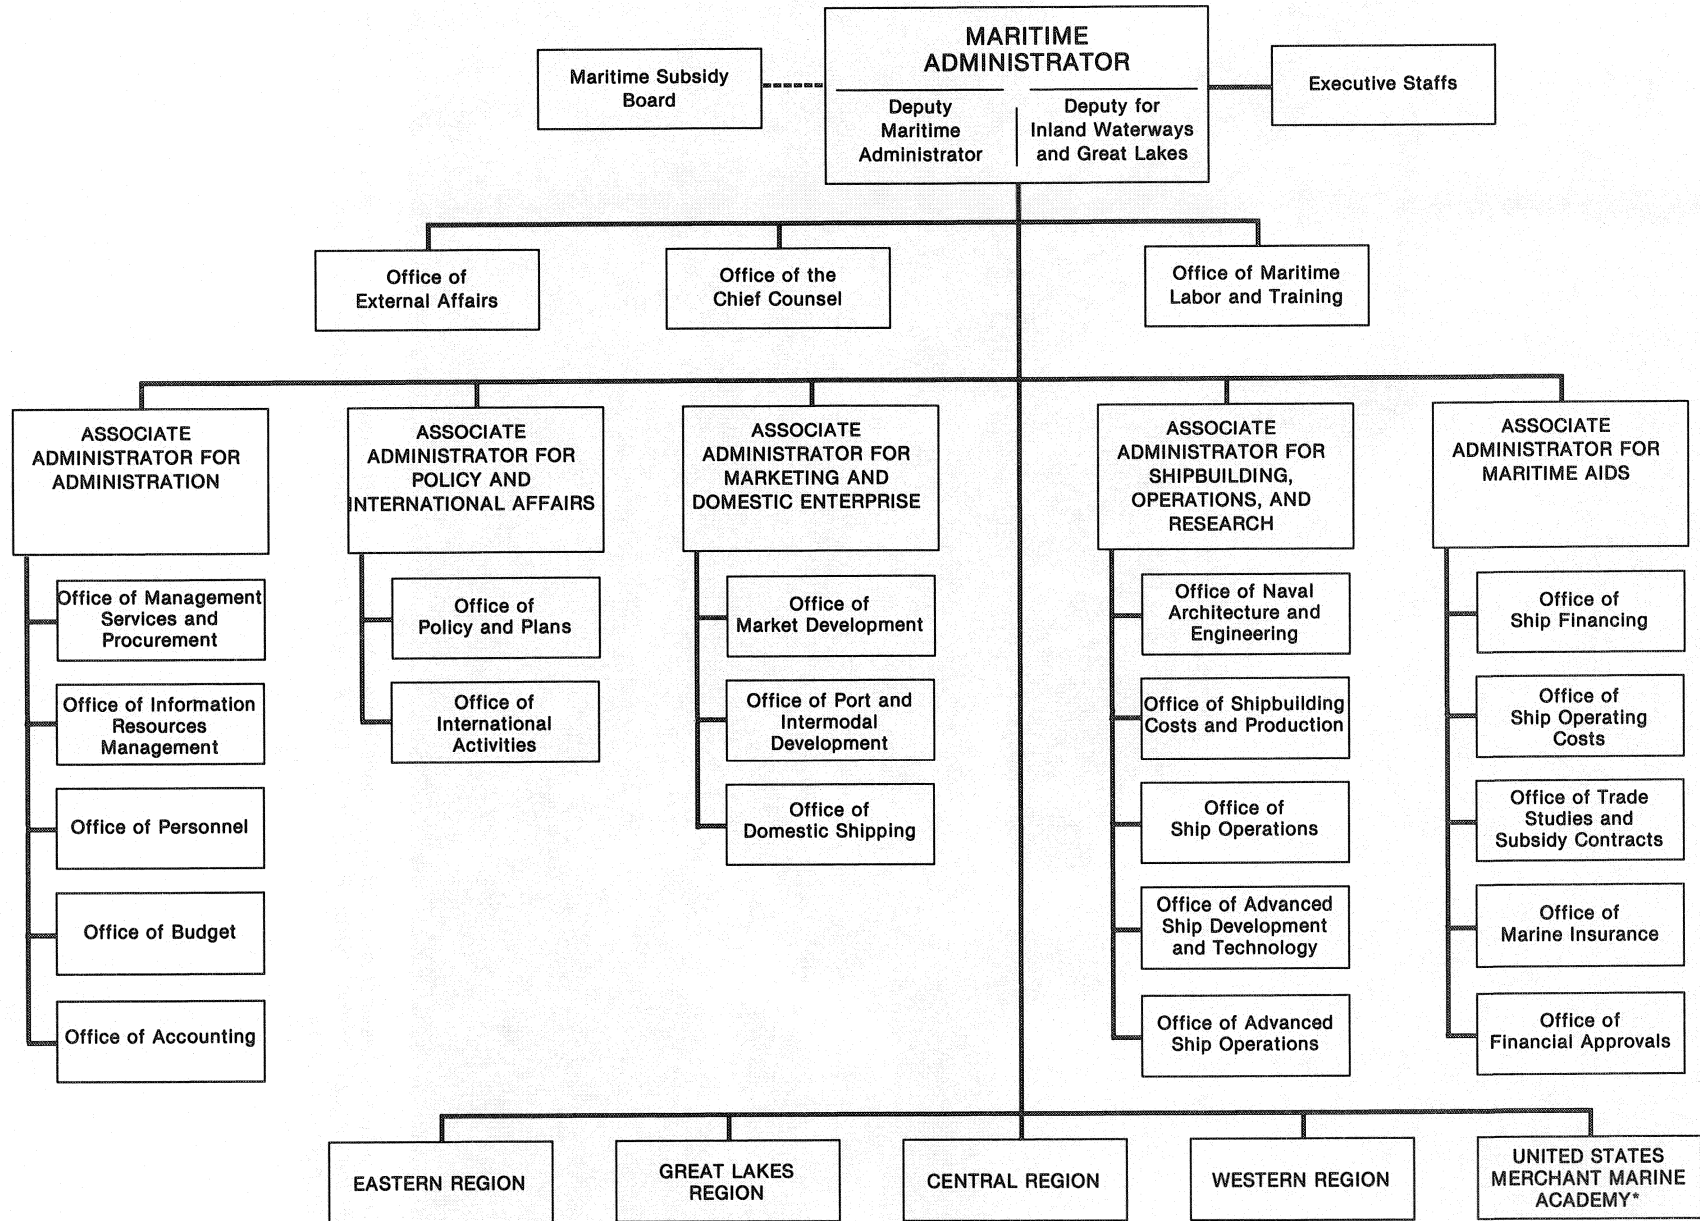 MARITIME
ADMINISTRATOR
Maritime Subsidy
Board
Executive Staffs
Deputy
Maritime
Administrator
Deputy for
Inland Waterways
and Great Lakes
Office of
External Affairs
Office of the
Chief Counsel
Office of Maritime
Labor and Training
ASSOCIATE
ADMINISTRATOR FOR
ADMINISTRATION
Office of Management
Services and
Procurement
Office of Information
Resources
Management
Office of Personnel
Office of Budget
Office of Accounting
ASSOCIATE
ADMINISTRATOR FOR
POLICY AND
INTERNATIONAL AFFAIRS
Office of
Policy and Plans
Office of
International
Activities
ASSOCIATE
ADMINISTRATOR FOR
MARKETING AND
DOMESTIC ENTERPRISE
Office of
Market Development
Office of Port and
Intermodal
Development
Office of
Domestic Shipping
ASSOCIATE
ADMINISTRATOR FOR
SHIPBUILDING,
OPERATIONS, AND
RESEARCH
Office of Naval
Architecture and
Engineering
Office of Shipbuilding
Costs and Production
Office of
Ship Operations
Office of Advanced
Ship Development
and Technology
Office of Advanced
Ship Operations
ASSOCIATE
ADMINISTRATOR FOR
MARITIME AIDS
Office of
Ship Financing
Office of
Ship Operating
Costs
Office of Trade
Studies and
Subsidy Contracts
Office of
Marine Insurance
Office of
Financial Approvals
EASTERN REGION
GREAT LAKES
REGION
CENTRAL REGION
WESTERN REGION
UNITED STATES
MERCHANT MARINE
ACADEMY*